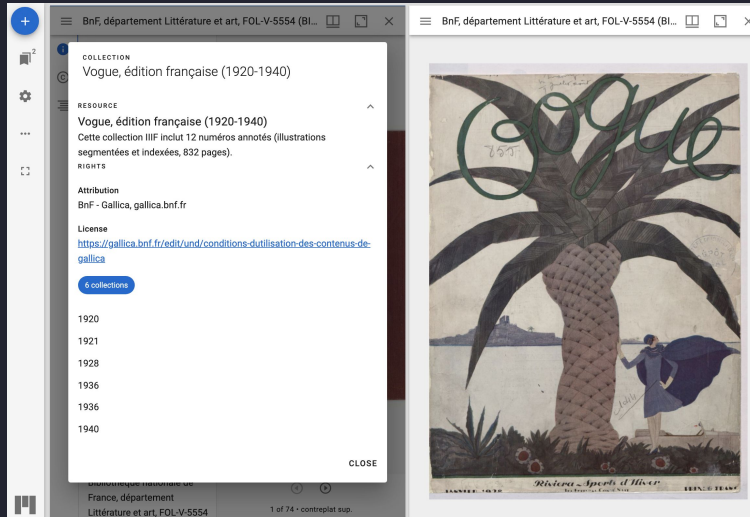 BnF, département Littérature et art, FOL-V-5554 (BI...
2
COLLECTION
Vogue, édition française (1920-1940)
RESOURCE
Vogue, édition française (1920-1940)
Cette collection IIIF inclut 12 numéros annotés (illustrations
segmentées et indexées, 832 pages).
RIGHTS
Attribution
BnF - Gallica, gallica.bnf.fr
License
https://gallica.bnf.fr/edit/und/conditions-dutilisation-des-contenus-de-
gallica
6 collections
1920
1921
1928
1936
1936
1940
CLOSE
Bibliothèque nationale de
France, département
Littérature et art, FOL-V-5554
1 of 74 • contreplat sup.
BnF, département Littérature et art, FOL-V-5554 (BI...
Vogue
Riviera - Sports d'Hiver